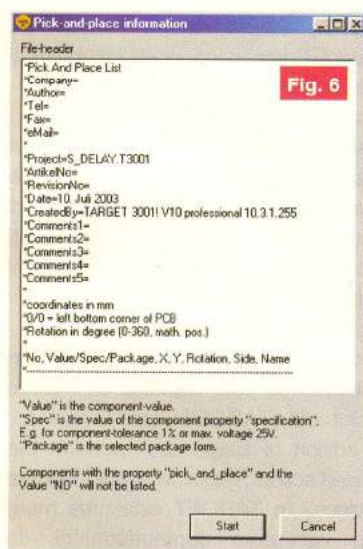 Pick-and-place information
File-header
Fig. 6
"Pick And Place List
"Company=
"Author=
"Tel=
"Fax=
"eMail=
"
"Project=S_DELAY.T3001
"ArtikelNo=
"RevisionNo=
"Date=10. Juli 2003
"CreatedBy=TARGET 3001! V10 professional 10.3.1.255
"Comments1=
"Comments2=
"Comments3=
"Comments4=
"Comments5=
"
"coordinates in mm
"0/0 = left bottom corner of PCB
"Rotation in degree (0-360, math. pos.)
"
"No, Value/Spec/Package, X, Y, Rotation, Side, Name
"------------------------------------------------------------
"Value" is the component-value.
"Spec" is the value of the component property "specification".
E.g. for component-tolerance 1% or max. voltage 25V.
"Package" is the selected package form.
Components with the property "pick_and_place" and the
Value "NO" will not be listed.
Start Cancel